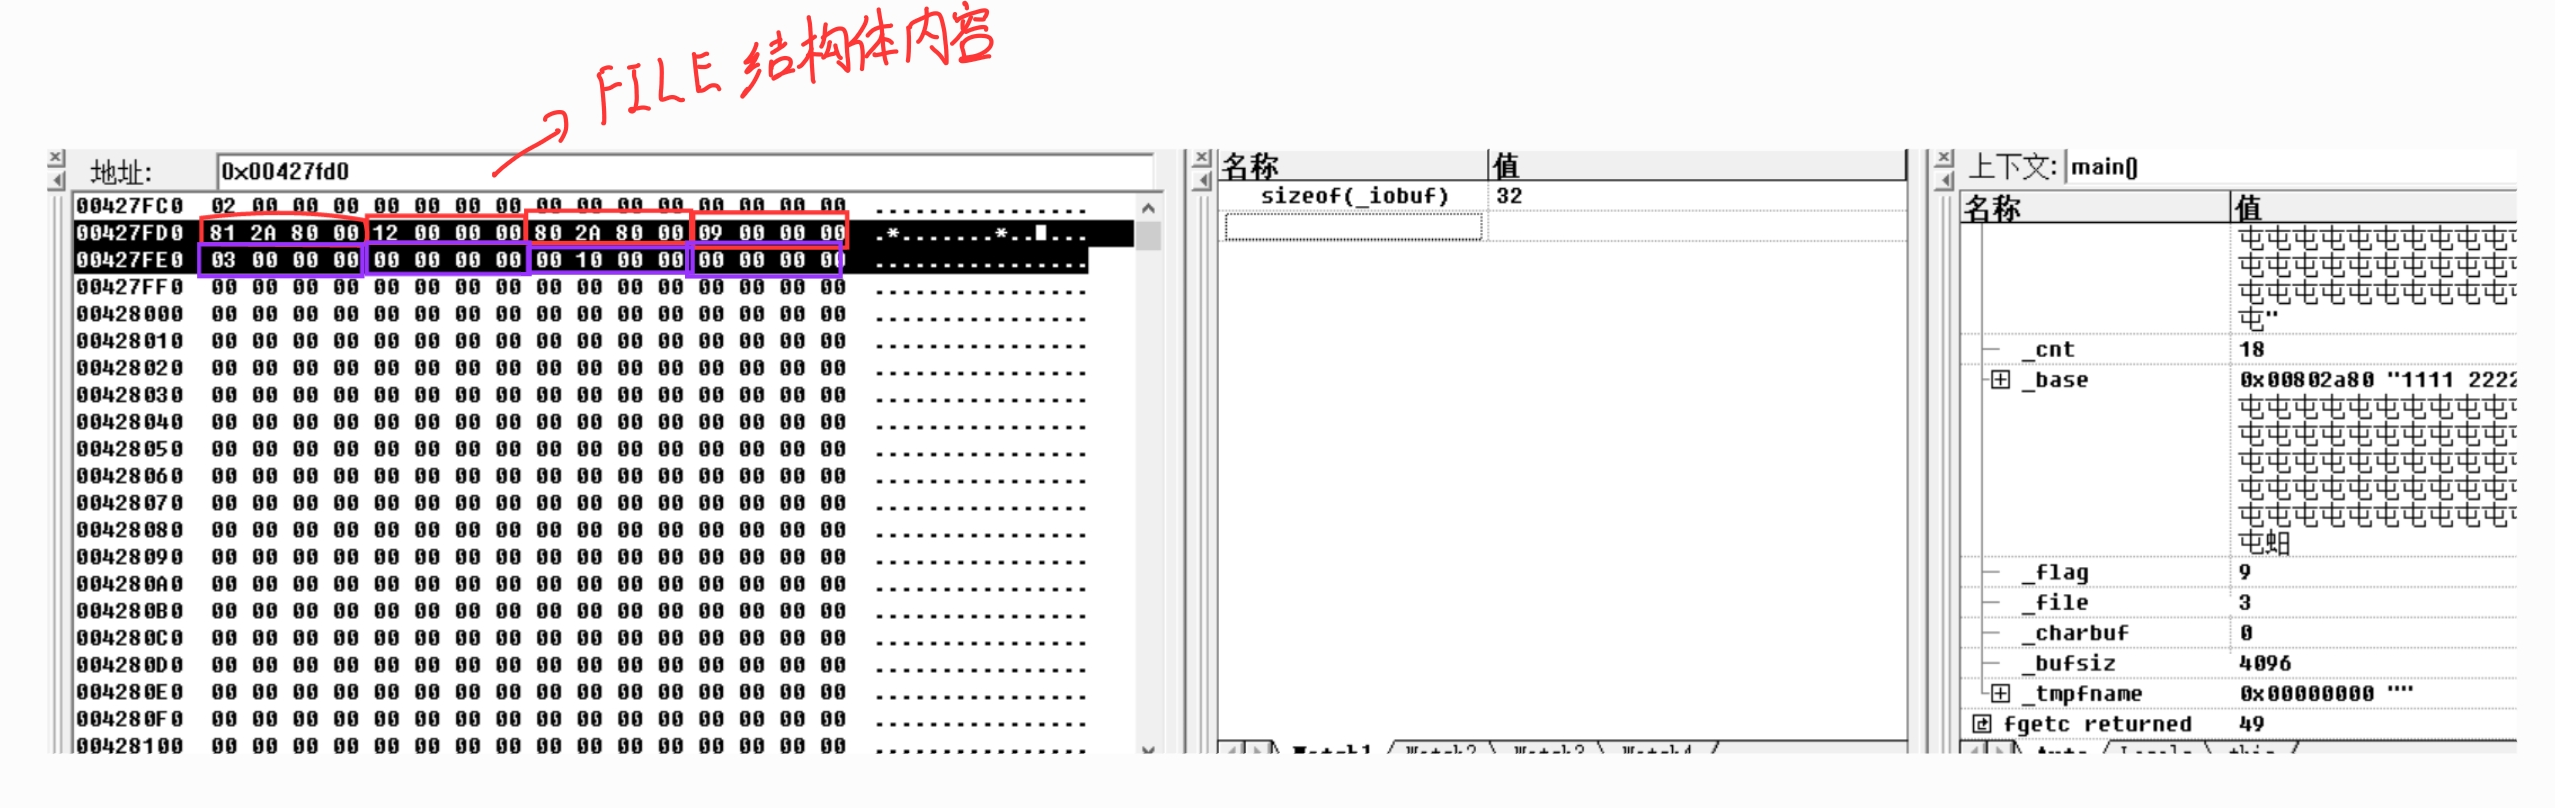 FILE 结构体内容
地址: 0x00427fd0
00427FC0 02 00 00 00 00 00 00 00 00 00 00 00 00 00 00 00 ................
00427FD0 81 2A 80 00 12 00 00 00 80 2A 80 00 09 00 00 00 .*.......*.. ...
00427FE0 03 00 00 00 00 00 00 00 00 10 00 00 00 00 00 00 ................
00427FF0 00 00 00 00 00 00 00 00 00 00 00 00 00 00 00 00 ................
00428000 00 00 00 00 00 00 00 00 00 00 00 00 00 00 00 00 ................
00428010 00 00 00 00 00 00 00 00 00 00 00 00 00 00 00 00 ................
00428020 00 00 00 00 00 00 00 00 00 00 00 00 00 00 00 00 ................
00428030 00 00 00 00 00 00 00 00 00 00 00 00 00 00 00 00 ................
00428040 00 00 00 00 00 00 00 00 00 00 00 00 00 00 00 00 ................
00428050 00 00 00 00 00 00 00 00 00 00 00 00 00 00 00 00 ................
00428060 00 00 00 00 00 00 00 00 00 00 00 00 00 00 00 00 ................
00428070 00 00 00 00 00 00 00 00 00 00 00 00 00 00 00 00 ................
00428080 00 00 00 00 00 00 00 00 00 00 00 00 00 00 00 00 ................
00428090 00 00 00 00 00 00 00 00 00 00 00 00 00 00 00 00 ................
004280A0 00 00 00 00 00 00 00 00 00 00 00 00 00 00 00 00 ................
004280B0 00 00 00 00 00 00 00 00 00 00 00 00 00 00 00 00 ................
004280C0 00 00 00 00 00 00 00 00 00 00 00 00 00 00 00 00 ................
004280D0 00 00 00 00 00 00 00 00 00 00 00 00 00 00 00 00 ................
004280E0 00 00 00 00 00 00 00 00 00 00 00 00 00 00 00 00 ................
004280F0 00 00 00 00 00 00 00 00 00 00 00 00 00 00 00 00 ................
00428100 00 00 00 00 00 00 00 00 00 00 00 00 00 00 00 00 ................
名称 值
sizeof(_iobuf) 32
Watch1 Watch2 Watch3 Watch4
上下文: main()
名称 值
屯屯屯屯屯屯屯屯屯屯
屯屯屯屯屯屯屯屯屯屯
屯屯屯屯屯屯屯屯屯屯
屯"
_cnt 18
_base 0x00802a80 "1111 2222
屯屯屯屯屯屯屯屯屯屯
屯屯屯屯屯屯屯屯屯屯
屯屯屯屯屯屯屯屯屯屯
屯屯屯屯屯屯屯屯屯屯
屯屯屯屯屯屯屯屯屯屯
屯蛆
_flag 9
_file 3
_charbuf 0
_bufsiz 4096
_tmpfname 0x00000000 ""
fgetc returned 49
Auto Locals this